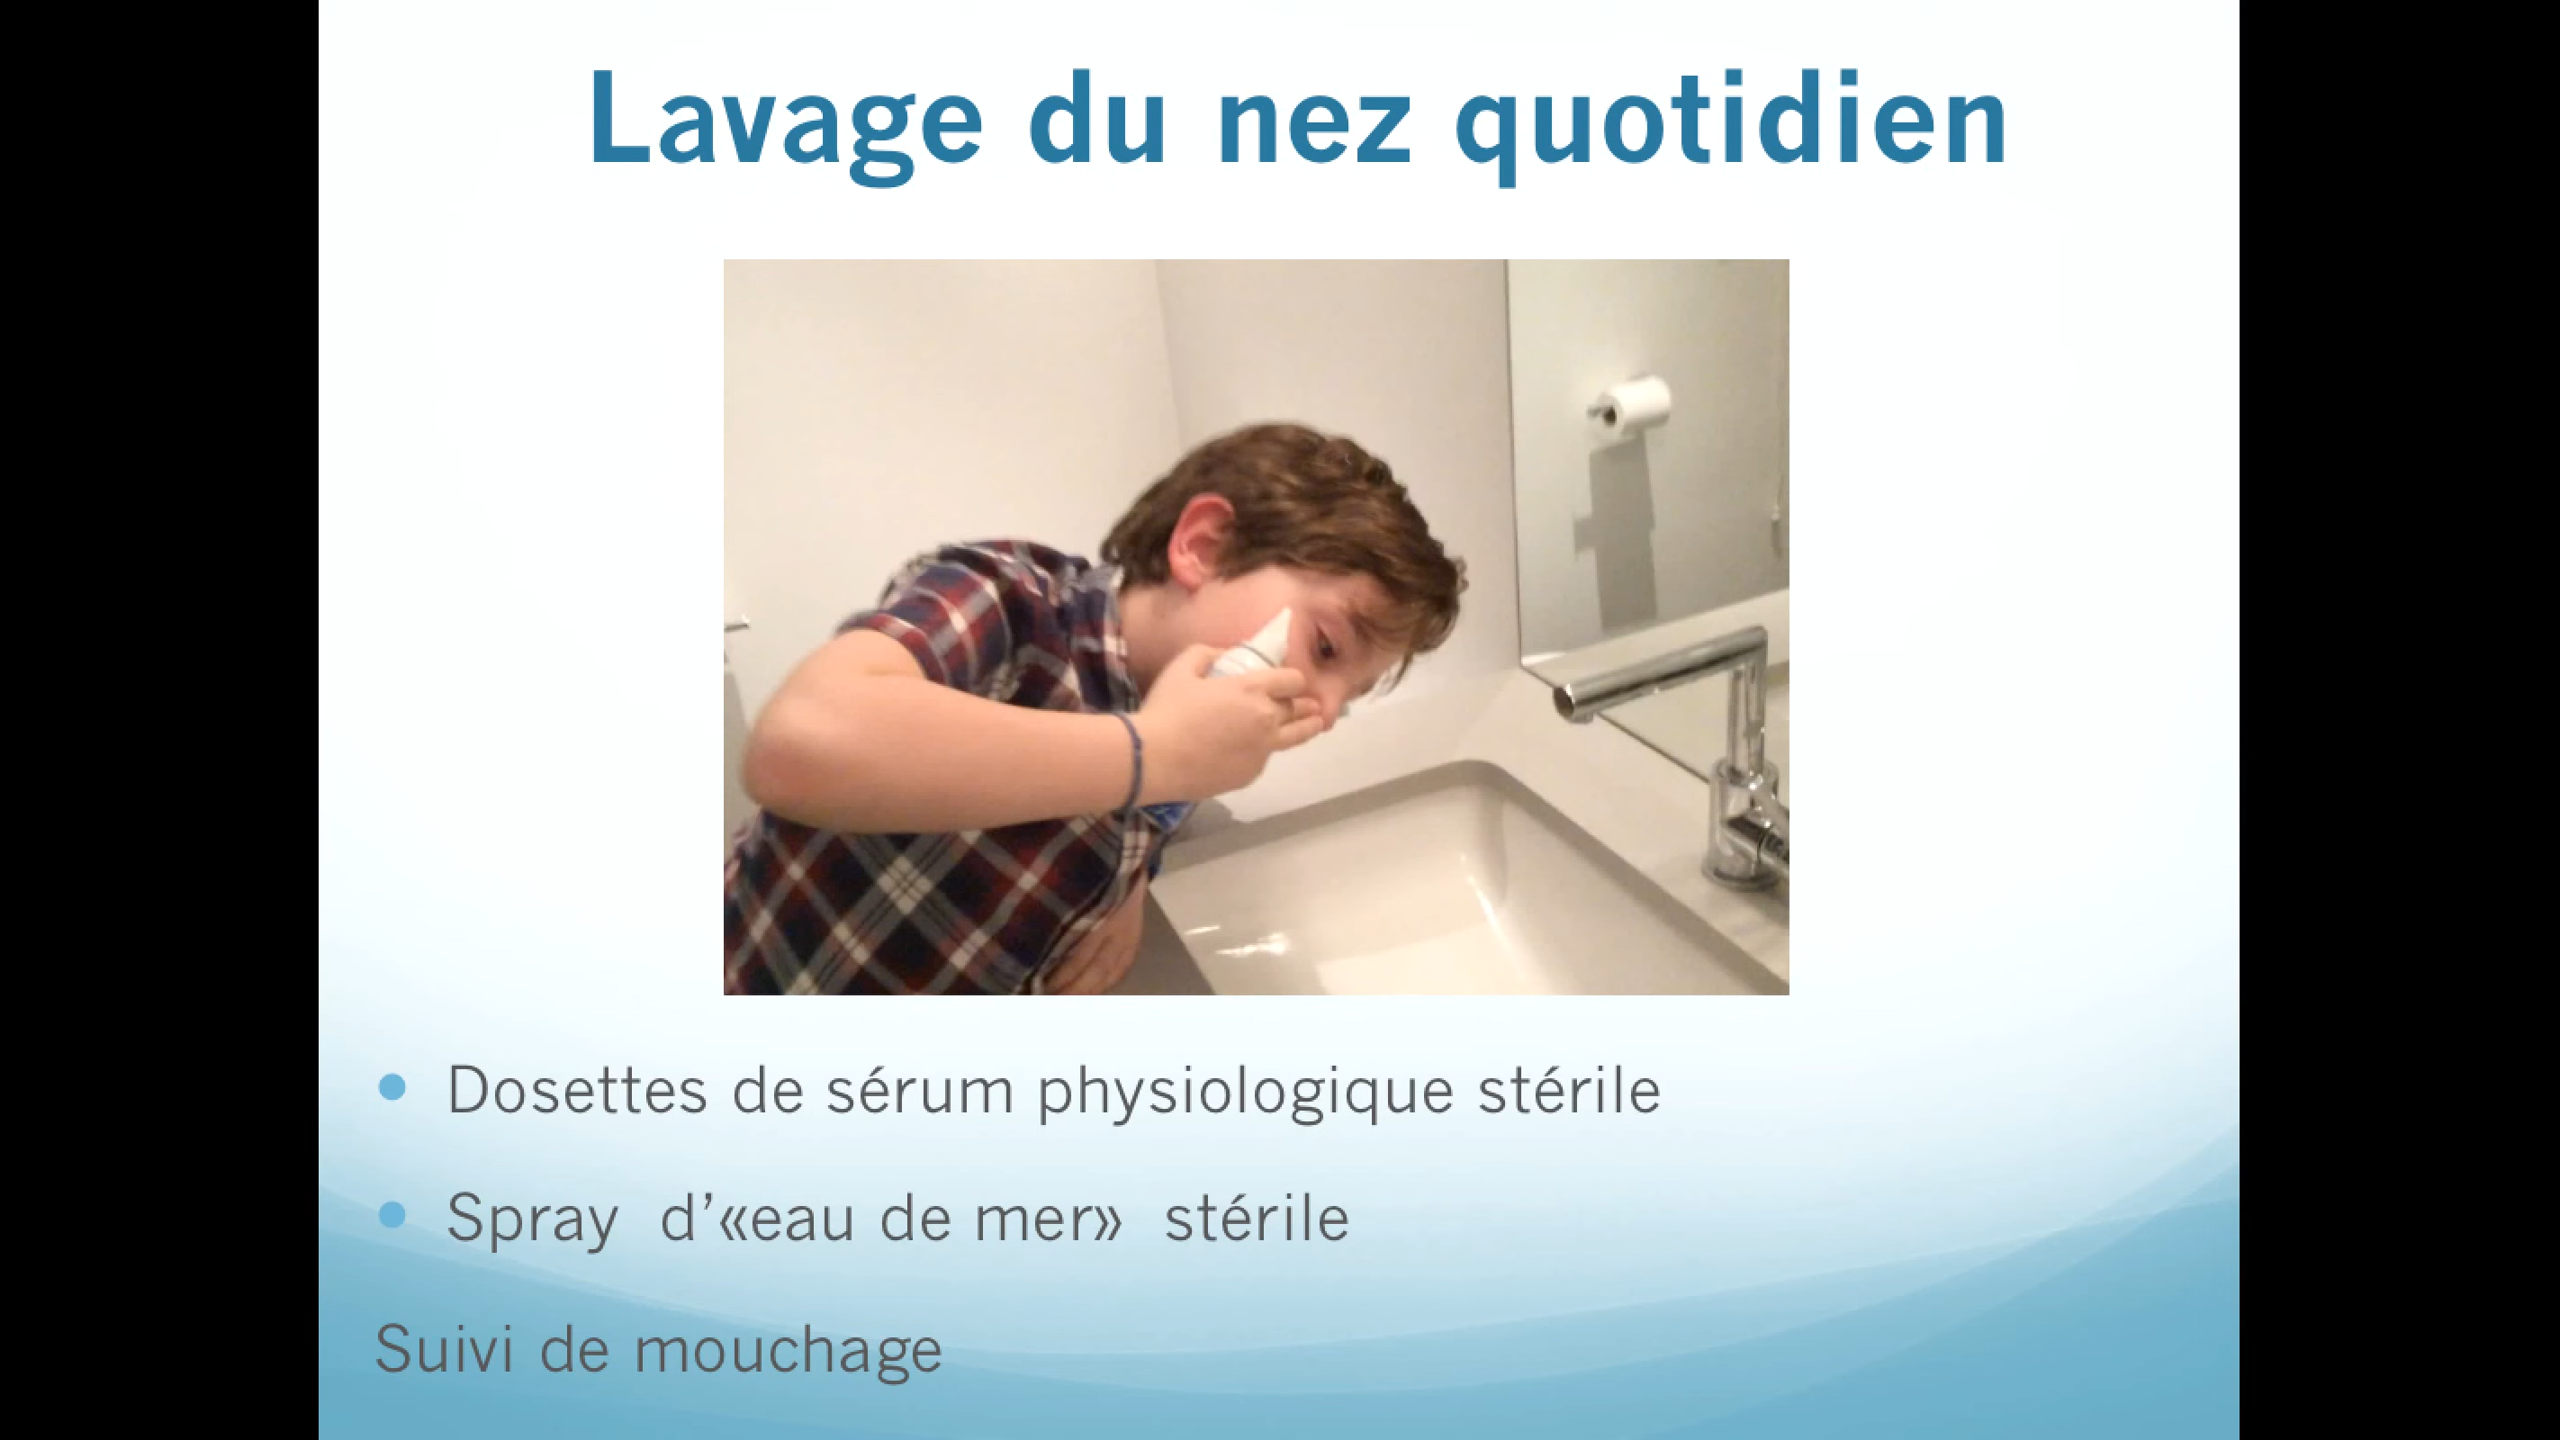 Lavage du nez quotidien
• Dosettes de sérum physiologique stérile
• Spray d’«eau de mer» stérile
Suivi de mouchage